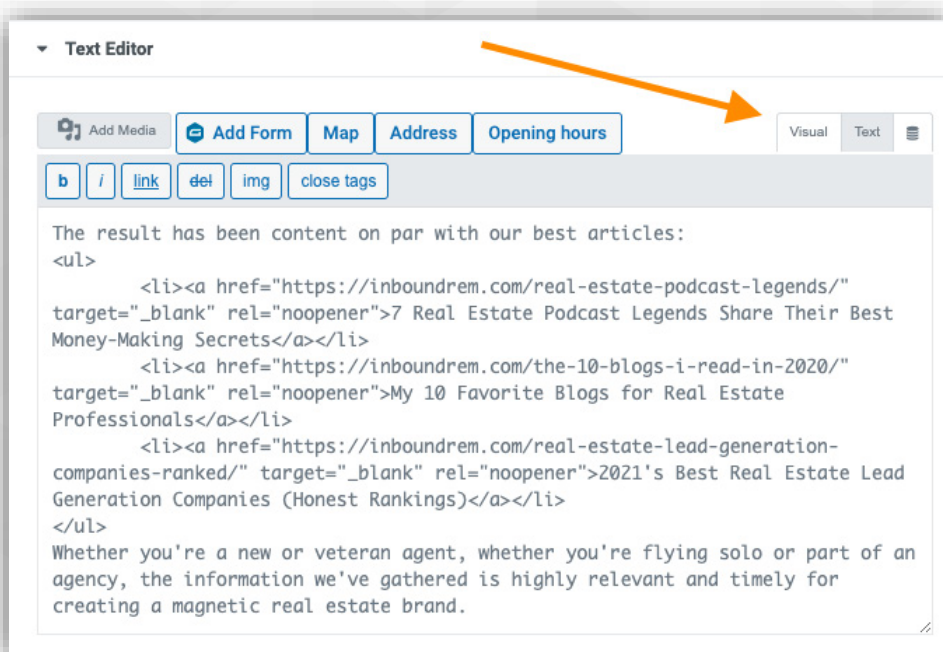 Text Editor
Add Media Add Form Map Address Opening hours Visual Text
b i link del img close tags
The result has been content on par with our best articles:
<ul>
<li><a href="https://inboundrem.com/real-estate-podcast-legends/"
target="_blank" rel="noopener">7 Real Estate Podcast Legends Share Their Best
Money-Making Secrets</a></li>
<li><a href="https://inboundrem.com/the-10-blogs-i-read-in-2020/"
target="_blank" rel="noopener">My 10 Favorite Blogs for Real Estate
Professionals</a></li>
<li><a href="https://inboundrem.com/real-estate-lead-generation-
companies-ranked/" target="_blank" rel="noopener">2021's Best Real Estate Lead
Generation Companies (Honest Rankings)</a></li>
</ul>
Whether you're a new or veteran agent, whether you're flying solo or part of an
agency, the information we've gathered is highly relevant and timely for
creating a magnetic real estate brand.